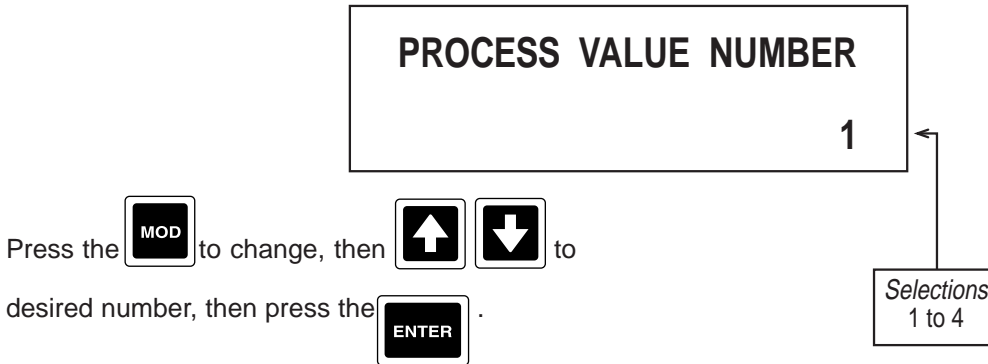 PROCESS VALUE NUMBER
1
Press the MOD to change, then to
desired number, then press the ENTER .
Selections
1 to 4